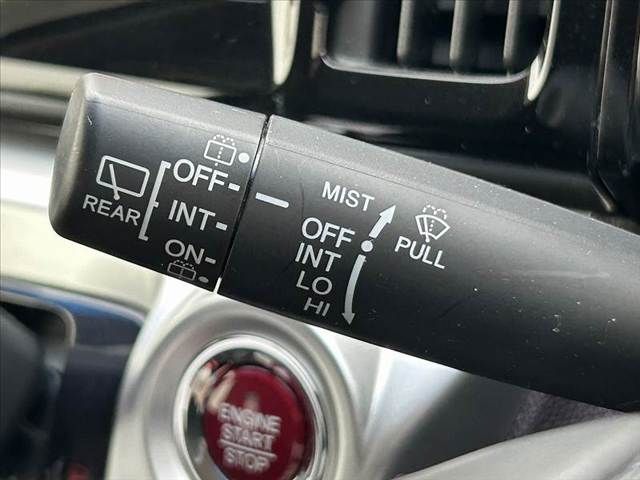 REAR
OFF
INT
ON
MIST
OFF
INT
LO
HI
PULL
ENGINE
START
STOP